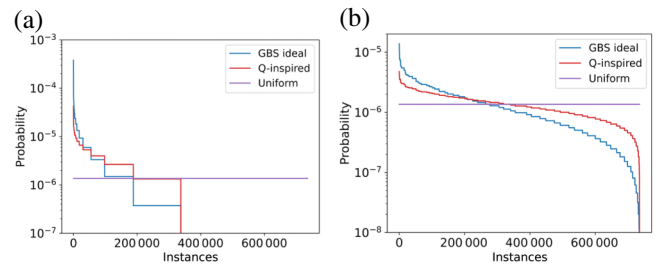 (a)
10⁻³
10⁻⁴
10⁻⁵
10⁻⁶
10⁻⁷
Probability
GBS ideal
Q-inspired
Uniform
0 200 000 400 000 600 000
Instances
(b)
10⁻⁵
10⁻⁶
10⁻⁷
10⁻⁸
Probability
GBS ideal
Q-inspired
Uniform
0 200 000 400 000 600 000
Instances